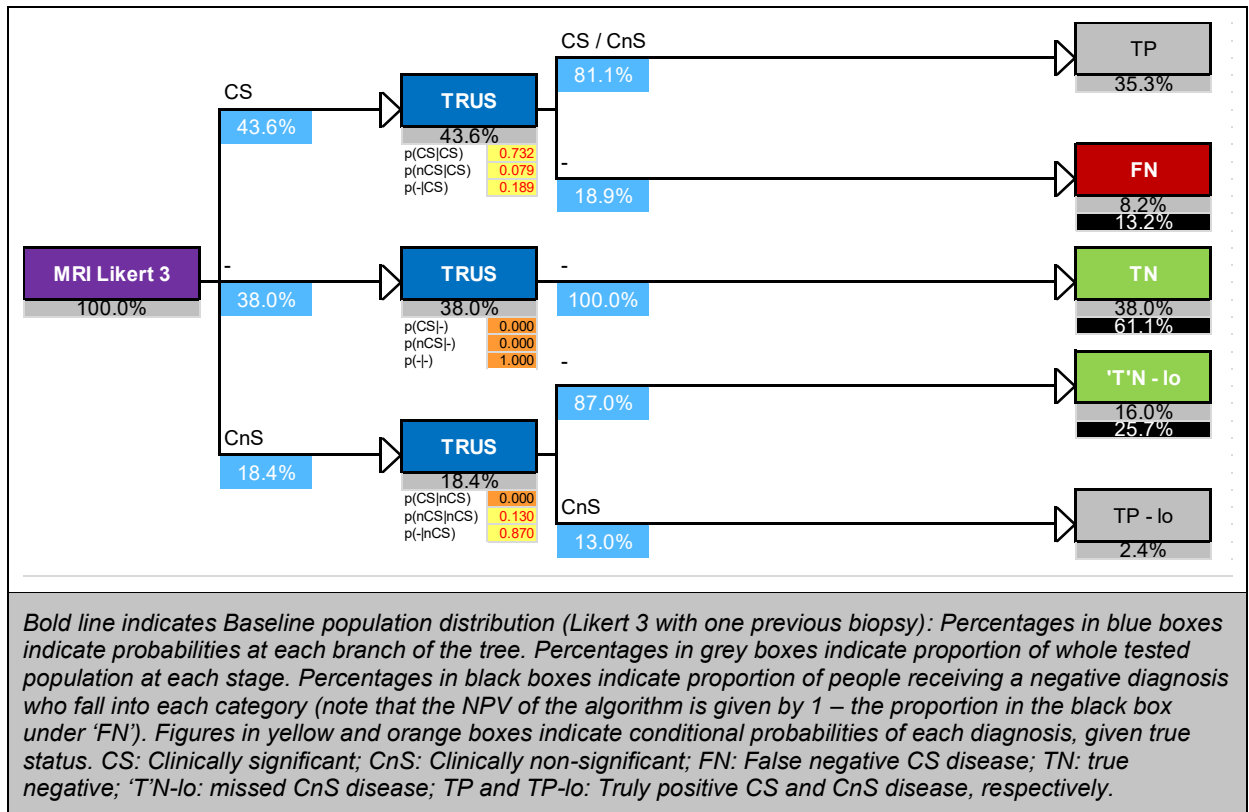 CS / CnS
TP
81.1%
35.3%
CS
TRUS
43.6%
43.6%
p(CS|CS) 0.732
p(nCS|CS) 0.079
p(-|CS) 0.189
-
FN
18.9%
8.2%
13.2%
MRI Likert 3
100.0%
-
TRUS
-
TN
38.0%
38.0%
100.0%
38.0%
61.1%
p(CS|-) 0.000
p(nCS|-) 0.000
p(-|-) 1.000
-
'T'N - lo
87.0%
16.0%
25.7%
CnS
TRUS
18.4%
18.4%
p(CS|nCS) 0.000
p(nCS|nCS) 0.130
p(-|nCS) 0.870
CnS
TP - lo
13.0%
2.4%
Bold line indicates Baseline population distribution (Likert 3 with one previous biopsy): Percentages in blue boxes
indicate probabilities at each branch of the tree. Percentages in grey boxes indicate proportion of whole tested
population at each stage. Percentages in black boxes indicate proportion of people receiving a negative diagnosis
who fall into each category (note that the NPV of the algorithm is given by 1 – the proportion in the black box
under ‘FN’). Figures in yellow and orange boxes indicate conditional probabilities of each diagnosis, given true
status. CS: Clinically significant; CnS: Clinically non-significant; FN: False negative CS disease; TN: true
negative; ‘T’N-lo: missed CnS disease; TP and TP-lo: Truly positive CS and CnS disease, respectively.